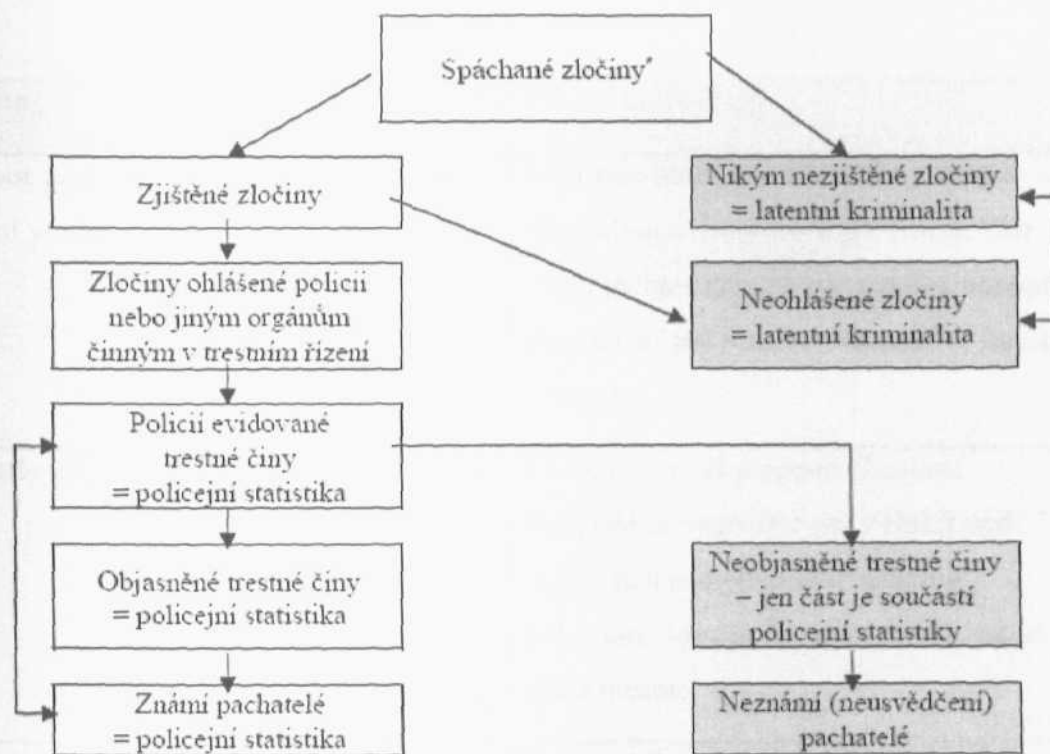 Spáchané zločiny*
Zjištěné zločiny
Nikým nezjištěné zločiny
= latentní kriminalita
Zločiny ohlášené policii
nebo jiným orgánům
činným v trestním řízení
Neohlášené zločiny
= latentní kriminalita
Policií evidované
trestné činy
= policejní statistika
Objasněné trestné činy
= policejní statistika
Neobjasněné trestné činy
– jen část je součástí
policejní statistiky
Známí pachatelé
= policejní statistika
Neznámí (neusvědčení)
pachatelé